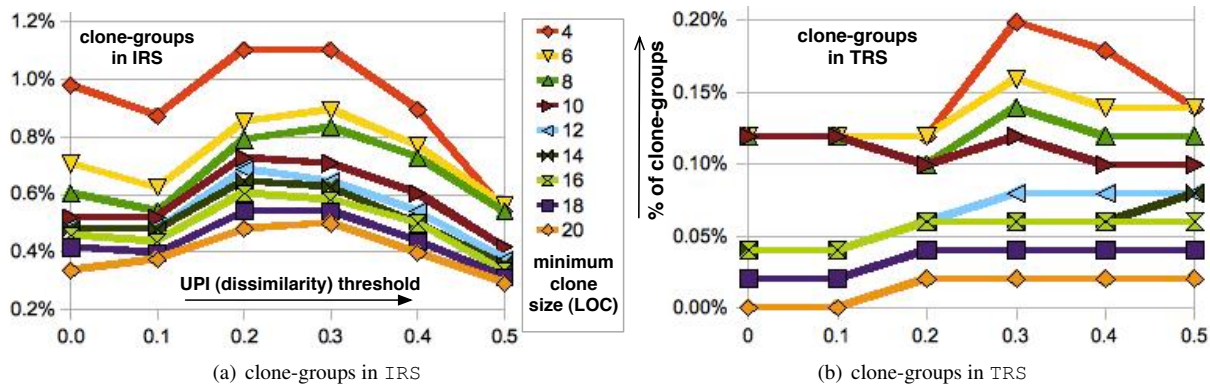 1.2%
1.0%
0.8%
0.6%
0.4%
0.2%
clone-groups
in IRS
UPI (dissimilarity) threshold
0.0
0.1
0.2
0.3
0.4
0.5
4
6
8
10
12
14
16
18
20
minimum
clone
size (LOC)
% of clone-groups
0.20%
0.15%
0.10%
0.05%
0.00%
clone-groups
in TRS
0
0.1
0.2
0.3
0.4
0.5
(a) clone-groups in IRS
(b) clone-groups in TRS